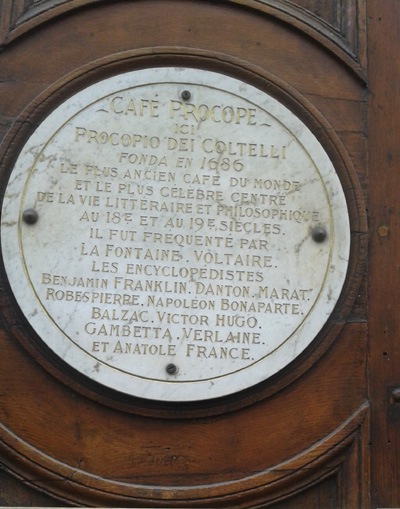 CAFÉ PROCOPE
ICI
PROCOPIO DEI COLTELLI
FONDA EN 1686
LE PLUS ANCIEN CAFÉ DU MONDE
ET LE PLUS CÉLÈBRE CENTRE
DE LA VIE LITTÉRAIRE ET PHILOSOPHIQUE
AU 18E ET AU 19E SIÈCLES.
IL FUT FRÉQUENTÉ PAR
LA FONTAINE. VOLTAIRE.
LES ENCYCLOPÉDISTES
BENJAMIN FRANKLIN. DANTON. MARAT.
ROBESPIERRE. NAPOLÉON BONAPARTE.
BALZAC. VICTOR HUGO.
GAMBETTA. VERLAINE.
ET ANATOLE FRANCE.